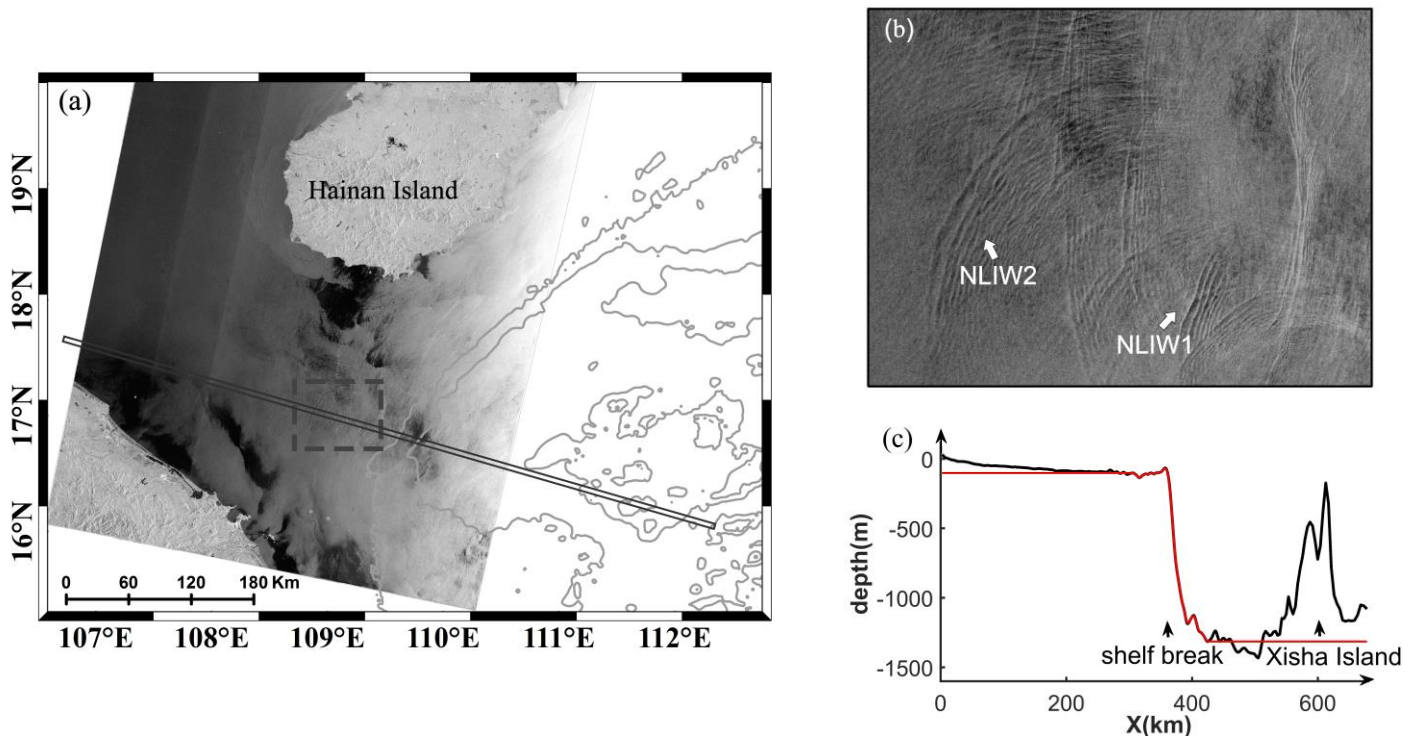 (a)
Hainan Island
19°N
18°N
17°N
16°N
0 60 120 180 Km
107°E 108°E 109°E 110°E 111°E 112°E
(b)
NLIW2
NLIW1
(c)
depth(m)
0
-500
-1000
-1500
shelf break
Xisha Island
0 200 400 600
X(km)